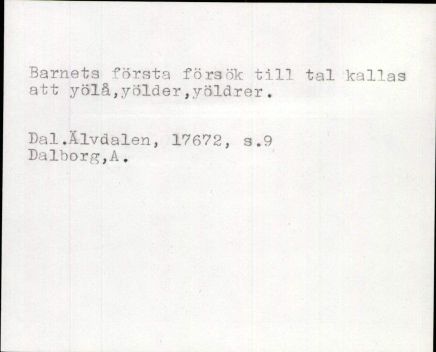 Barnets första försök till tal kallas
att yölå,yölder,yöldrer.
Dal.Älvdalen, 17672, s.9
Dalborg,A.